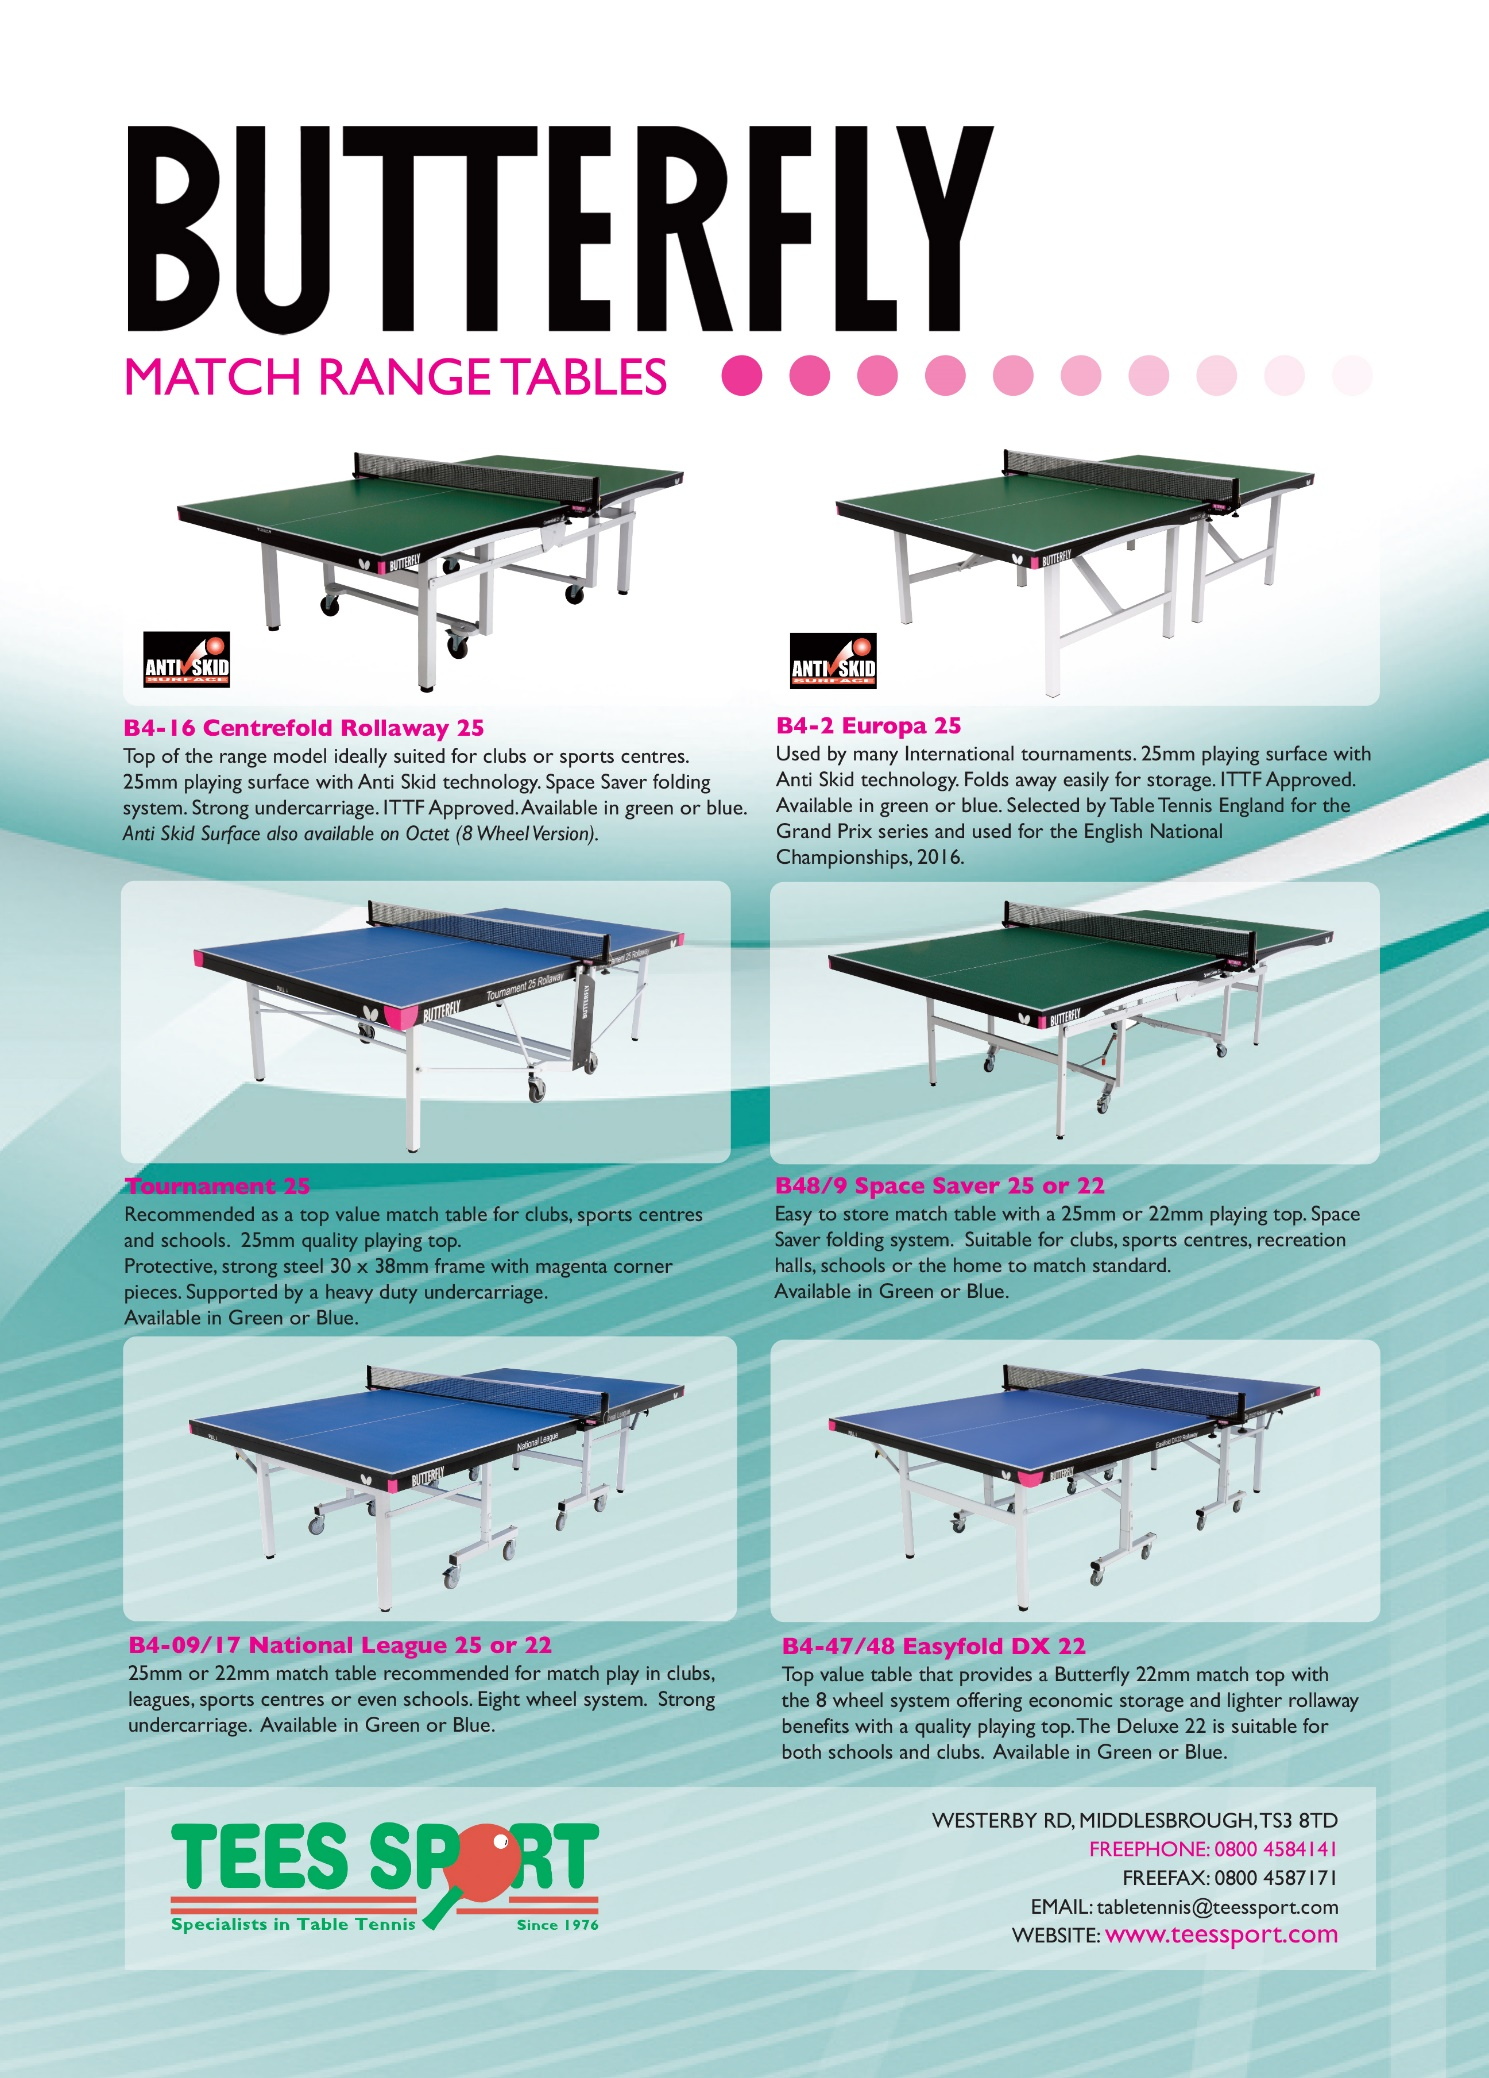 BUTTERFLY
MATCH RANGE TABLES
BUTTERFLY
BUTTERFLY
ANTI SKID
SURFACE
ANTI SKID
SURFACE
B4-16 Centrefold Rollaway 25
Top of the range model ideally suited for clubs or sports centres.
25mm playing surface with Anti Skid technology. Space Saver folding
system. Strong undercarriage. ITTF Approved. Available in green or blue.
Anti Skid Surface also available on Octet (8 Wheel Version).
B4-2 Europa 25
Used by many International tournaments. 25mm playing surface with
Anti Skid technology. Folds away easily for storage. ITTF Approved.
Available in green or blue. Selected by Table Tennis England for the
Grand Prix series and used for the English National
Championships, 2016.
BUTTERFLY
Tournament 25 Rollaway
BUTTERFLY
BUTTERFLY
Tournament 25
Recommended as a top value match table for clubs, sports centres
and schools.  25mm quality playing top.
Protective, strong steel 30 x 38mm frame with magenta corner
pieces. Supported by a heavy duty undercarriage.
Available in Green or Blue.
B48/9 Space Saver 25 or 22
Easy to store match table with a 25mm or 22mm playing top. Space
Saver folding system.  Suitable for clubs, sports centres, recreation
halls, schools or the home to match standard.
Available in Green or Blue.
BUTTERFLY
National League
BUTTERFLY
Easifold DX22 Rollaway
B4-09/17 National League 25 or 22
25mm or 22mm match table recommended for match play in clubs,
leagues, sports centres or even schools. Eight wheel system.  Strong
undercarriage.  Available in Green or Blue.
B4-47/48 Easyfold DX 22
Top value table that provides a Butterfly 22mm match top with
the 8 wheel system offering economic storage and lighter rollaway
benefits with a quality playing top. The Deluxe 22 is suitable for
both schools and clubs.  Available in Green or Blue.
TEES SPORT
Specialists in Table Tennis
Since 1976
WESTERBY RD, MIDDLESBROUGH, TS3 8TD
FREEPHONE: 0800 4584141
FREEFAX: 0800 4587171
EMAIL: tabletennis@teessport.com
WEBSITE: www.teessport.com